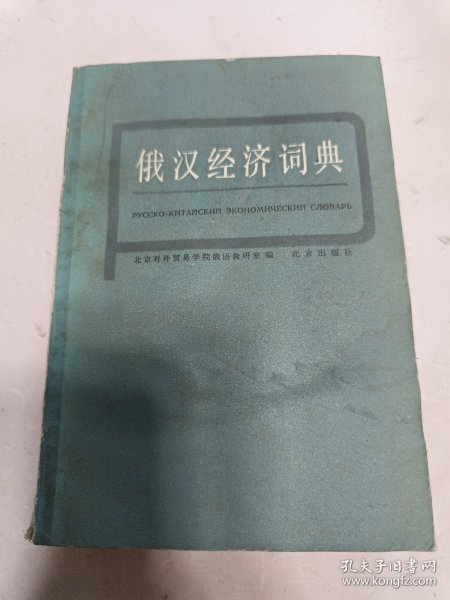 俄汉经济词典
РУССКО-КИТАЙСКИЙ ЭКОНОМИЧЕСКИЙ СЛОВАРЬ
北京对外贸易学院俄语教研室 编 北京出版社
孔夫子旧书网
www.kongfz.com